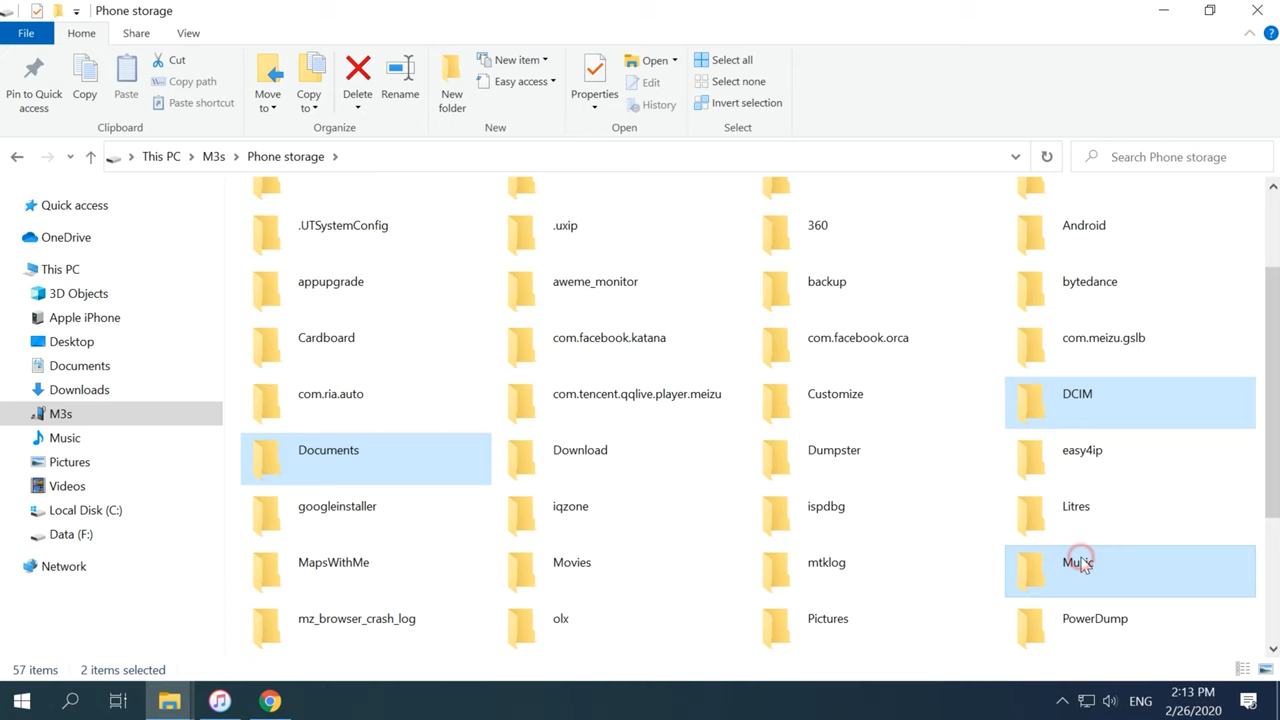 Phone storage
File Home Share View
Pin to Quick access
Copy
Paste
Cut
Copy path
Paste shortcut
Clipboard
Move to
Copy to
Delete
Rename
Organize
New folder
New item
Easy access
New
Properties
Open
Edit
History
Open
Select all
Select none
Invert selection
Select
This PC M3s Phone storage
Search Phone storage
Quick access
OneDrive
This PC
3D Objects
Apple iPhone
Desktop
Documents
Downloads
M3s
Music
Pictures
Videos
Local Disk (C:)
Data (F:)
Network
.UTSystemConfig .uxip 360 Android
appupgrade aweme_monitor backup bytedance
Cardboard com.facebook.katana com.facebook.orca com.meizu.gslb
com.ria.auto com.tencent.qqlive.player.meizu Customize DCIM
Documents Download Dumpster easy4ip
googleinstaller iqzone ispdbg Litres
MapsWithMe Movies mtklog Music
mz_browser_crash_log olx Pictures PowerDump
57 items 2 items selected
ENG
2:13 PM
2/26/2020